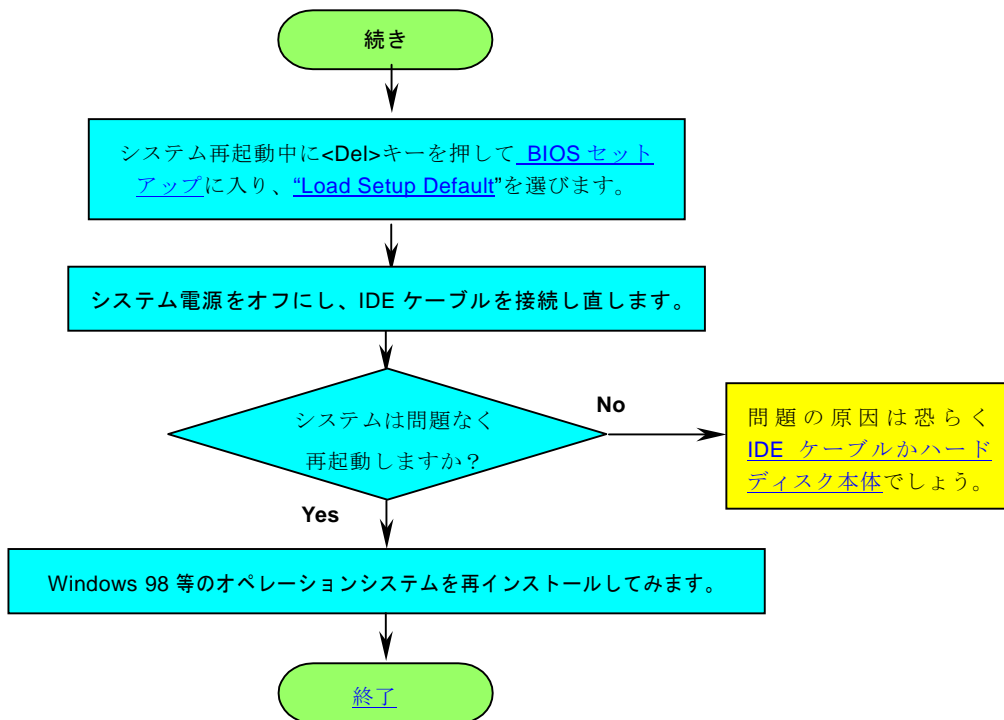 続き
システム再起動中に<Del>キーを押して BIOS セット
アップに入り、“Load Setup Default”を選びます。
システム電源をオフにし、IDE ケーブルを接続し直します。
システムは問題なく
再起動しますか？
No
問題の原因は恐らく
IDE ケーブルかハード
ディスク本体でしょう。
Yes
Windows 98 等のオペレーションシステムを再インストールしてみます。
終了